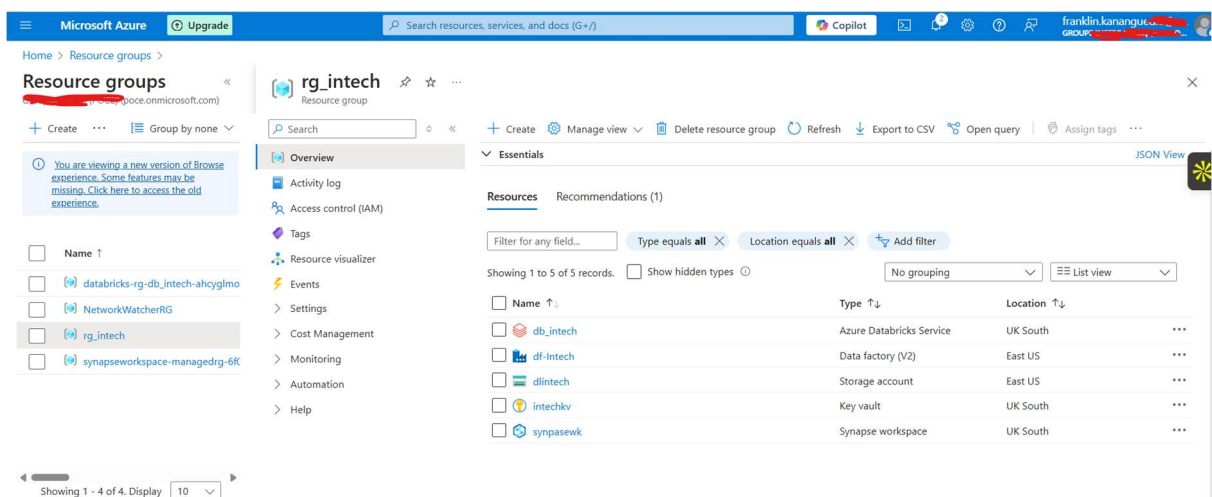 Microsoft Azure Upgrade Search resources, services, and docs (G+/) Copilot 2 franklin.kanangue
GROUP
Home > Resource groups >
Resource groups «
poce.onmicrosoft.com)
+ Create ··· Group by none
You are viewing a new version of Browse
experience. Some features may be
missing. Click here to access the old
experience.
Name ↑
databricks-rg-db_intech-ahcyglmo
NetworkWatcherRG
rg_intech
synapseworkspace-managedrg-6f0
Showing 1 - 4 of 4. Display 10
rg_intech ···
Resource group
Search «
Overview
Activity log
Access control (IAM)
Tags
Resource visualizer
Events
> Settings
> Cost Management
> Monitoring
> Automation
> Help
+ Create Manage view Delete resource group Refresh Export to CSV Open query Assign tags ···
Essentials JSON View
Resources Recommendations (1)
Filter for any field... Type equals all Location equals all Add filter
Showing 1 to 5 of 5 records. Show hidden types No grouping List view
Name ↑↓ Type ↑↓ Location ↑↓
db_intech Azure Databricks Service UK South ···
df-Intech Data factory (V2) East US ···
dlintech Storage account East US ···
intechkv Key vault UK South ···
synpasewk Synapse workspace UK South ···